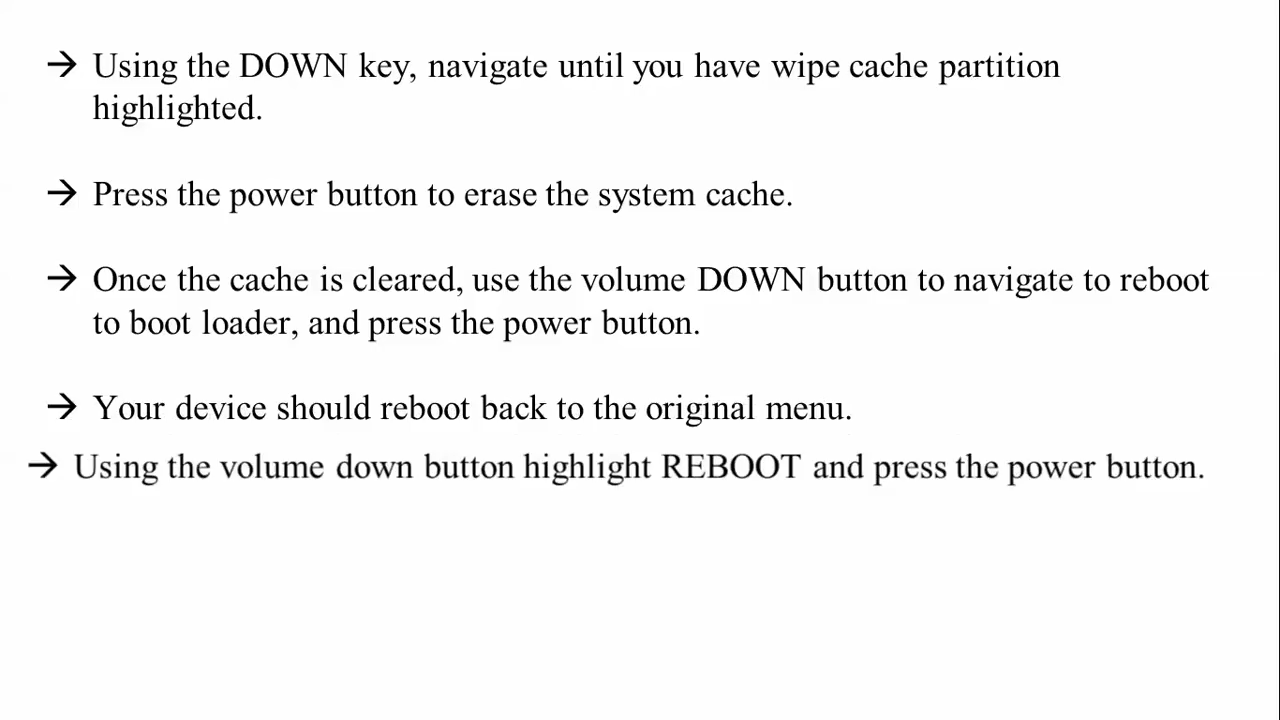 → Using the DOWN key, navigate until you have wipe cache partition
highlighted.
→ Press the power button to erase the system cache.
→ Once the cache is cleared, use the volume DOWN button to navigate to reboot
to boot loader, and press the power button.
→ Your device should reboot back to the original menu.
→ Using the volume down button highlight REBOOT and press the power button.